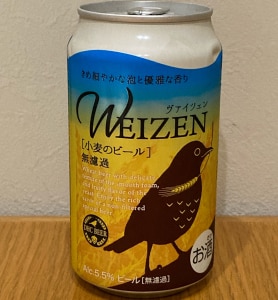 きめ細やかな泡と優雅な香り
ヴァイツェン
WEIZEN
[小麦のビール]
無濾過
DHC BEER
お酒
Alc.5.5% ビール[無濾過]